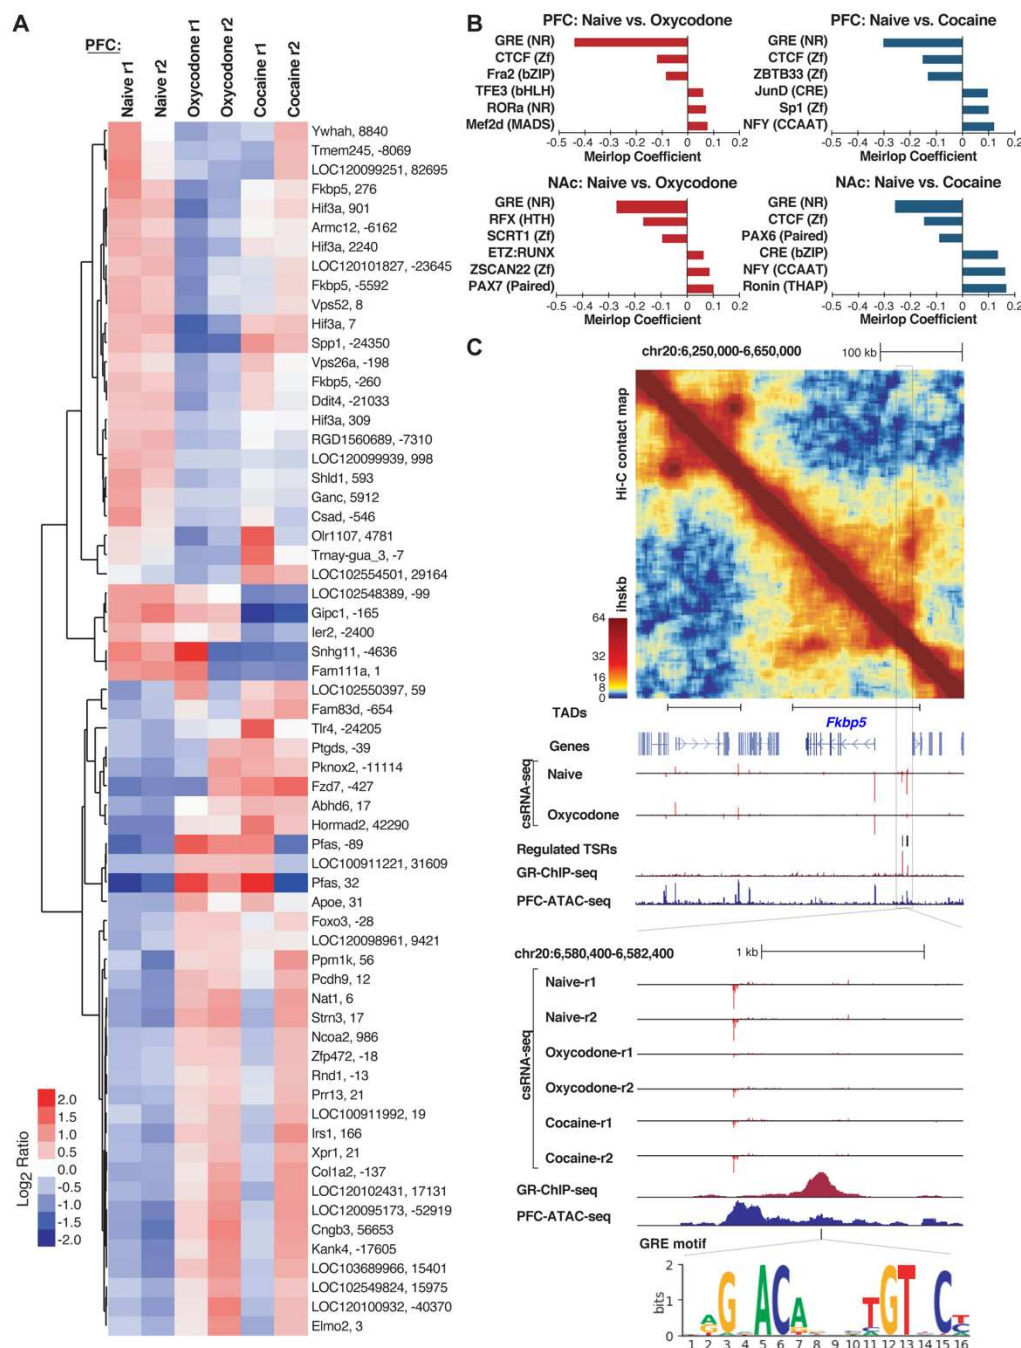 A
PFC:
Naive r1
Naive r2
Oxycodone r1
Oxycodone r2
Cocaine r1
Cocaine r2
Ywhah, 8840
Tmem245, -8069
LOC120099251, 82695
Fkbp5, 276
Hif3a, 901
Armc12, -6162
Hif3a, 2240
LOC120101827, -23645
Fkbp5, -5592
Vps52, 8
Hif3a, 7
Spp1, -24350
Vps26a, -198
Fkbp5, -260
Ddit4, -21033
Hif3a, 309
RGD1560689, -7310
LOC120099939, 998
Shld1, 593
Ganc, 5912
Csad, -546
Olr1107, 4781
Trnay-gua_3, -7
LOC102554501, 29164
LOC102548389, -99
Gipc1, -165
Ier2, -2400
Snhg11, -4636
Fam111a, 1
LOC102550397, 59
Fam83d, -654
Tlr4, -24205
Ptgds, -39
Pknox2, -11114
Fzd7, -427
Abhd6, 17
Hormad2, 42290
Pfas, -89
LOC100911221, 31609
Pfas, 32
Apoe, 31
Foxo3, -28
LOC120098961, 9421
Ppm1k, 56
Pcdh9, 12
Nat1, 6
Strn3, 17
Ncoa2, 986
Zfp472, -18
Rnd1, -13
Prr13, 21
LOC100911992, 19
Irs1, 166
Xpr1, 21
Col1a2, -137
LOC120102431, 17131
LOC120095173, -52919
Cngb3, 56653
Kank4, -17605
LOC103689966, 15401
LOC102549824, 15975
LOC120100932, -40370
Elmo2, 3
Log2 Ratio
2.0
1.5
1.0
0.5
0.0
-0.5
-1.0
-1.5
-2.0
B
PFC: Naive vs. Oxycodone
GRE (NR)
CTCF (Zf)
Fra2 (bZIP)
TFE3 (bHLH)
RORa (NR)
Mef2d (MADS)
-0.5 -0.4 -0.3 -0.2 -0.1 0 0.1 0.2
Meirlop Coefficient
PFC: Naive vs. Cocaine
GRE (NR)
CTCF (Zf)
ZBTB33 (Zf)
JunD (CRE)
Sp1 (Zf)
NFY (CCAAT)
-0.5 -0.4 -0.3 -0.2 -0.1 0 0.1 0.2
Meirlop Coefficient
NAc: Naive vs. Oxycodone
GRE (NR)
RFX (HTH)
SCRT1 (Zf)
ETZ:RUNX
ZSCAN22 (Zf)
PAX7 (Paired)
-0.5 -0.4 -0.3 -0.2 -0.1 0 0.1 0.2
Meirlop Coefficient
NAc: Naive vs. Cocaine
GRE (NR)
CTCF (Zf)
PAX6 (Paired)
CRE (bZIP)
NFY (CCAAT)
Ronin (THAP)
-0.5 -0.4 -0.3 -0.2 -0.1 0 0.1 0.2
Meirlop Coefficient
C
chr20:6,250,000-6,650,000
100 kb
Hi-C contact map
ihskb
64
32
16
8
0
TADs
Fkbp5
Genes
csRNA-seq
Naive
Oxycodone
Regulated TSRs
GR-ChIP-seq
PFC-ATAC-seq
chr20:6,580,400-6,582,400
1 kb
csRNA-seq
Naive-r1
Naive-r2
Oxycodone-r1
Oxycodone-r2
Cocaine-r1
Cocaine-r2
GR-ChIP-seq
PFC-ATAC-seq
GRE motif
bits
2
1
0
1 2 3 4 5 6 7 8 9 10 11 12 13 14 15 16